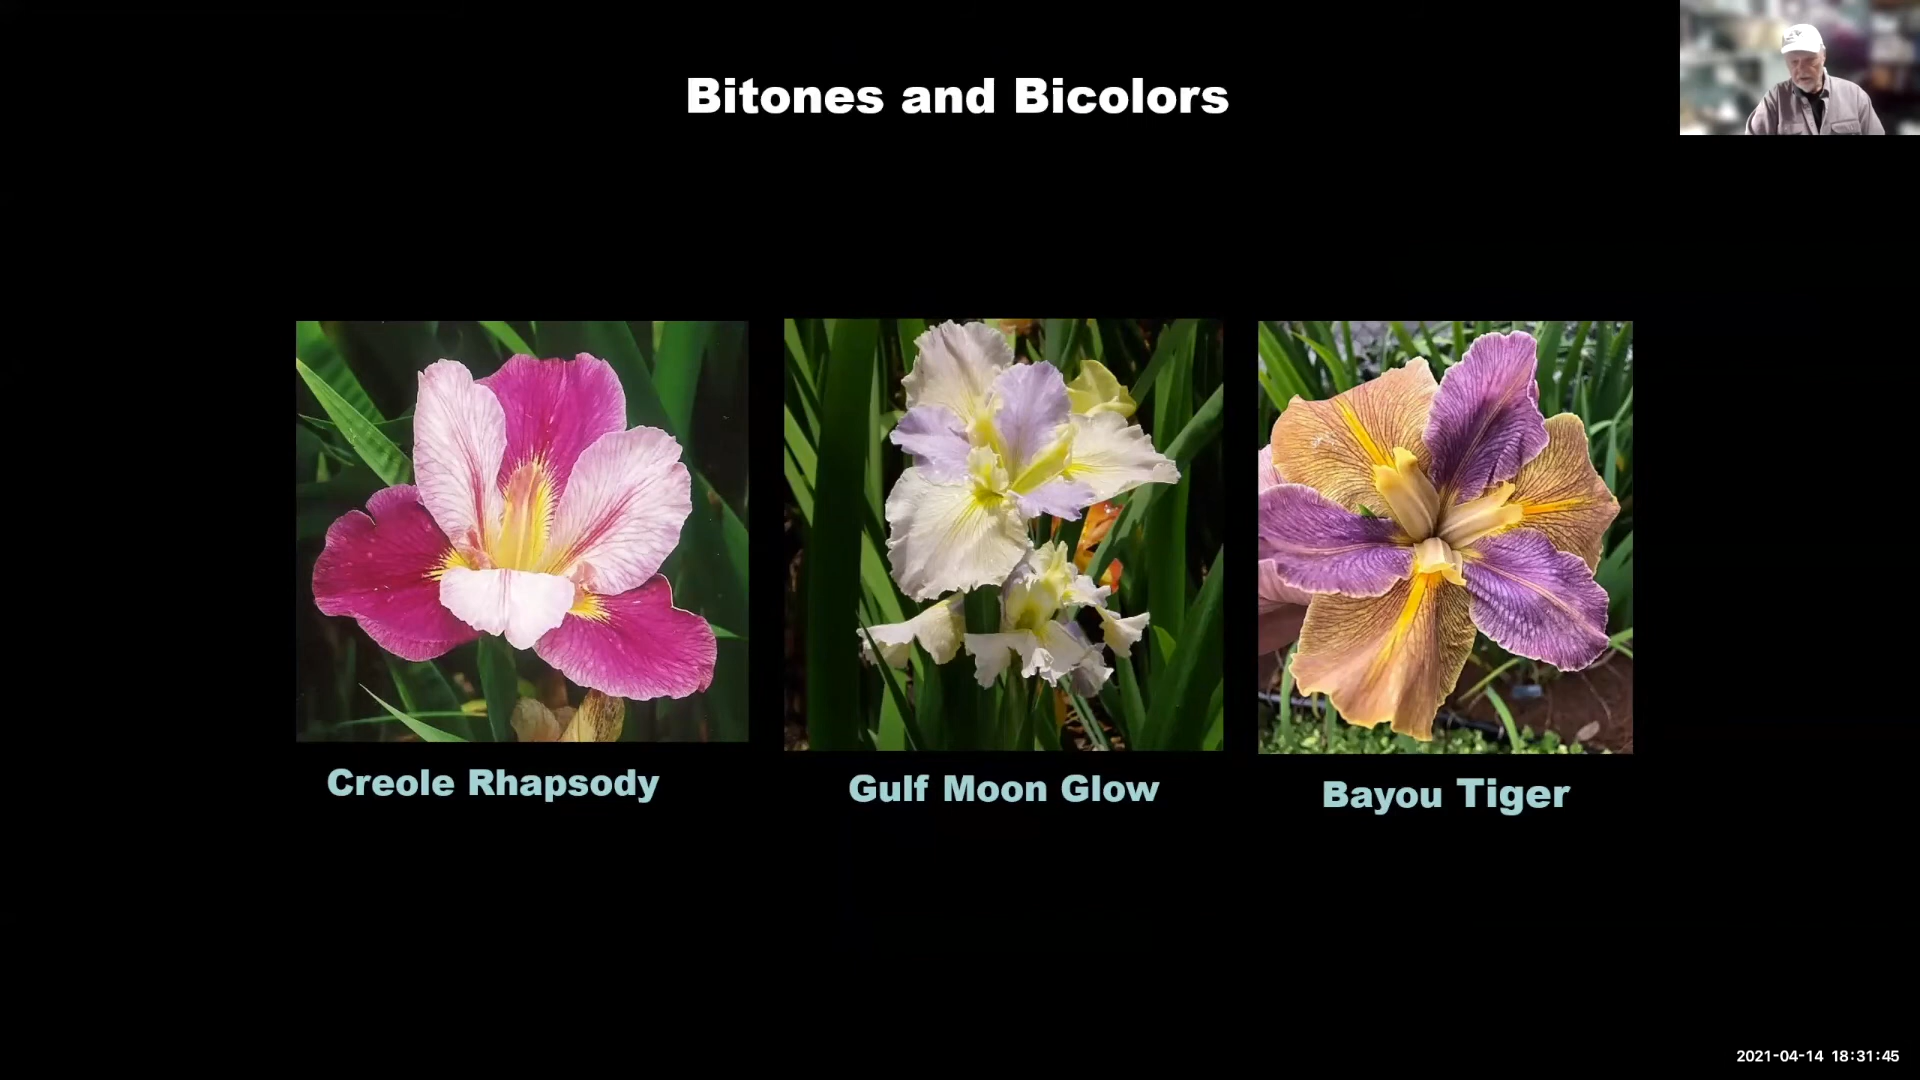 Bitones and Bicolors
Creole Rhapsody
Gulf Moon Glow
Bayou Tiger
2021-04-14 18:31:45